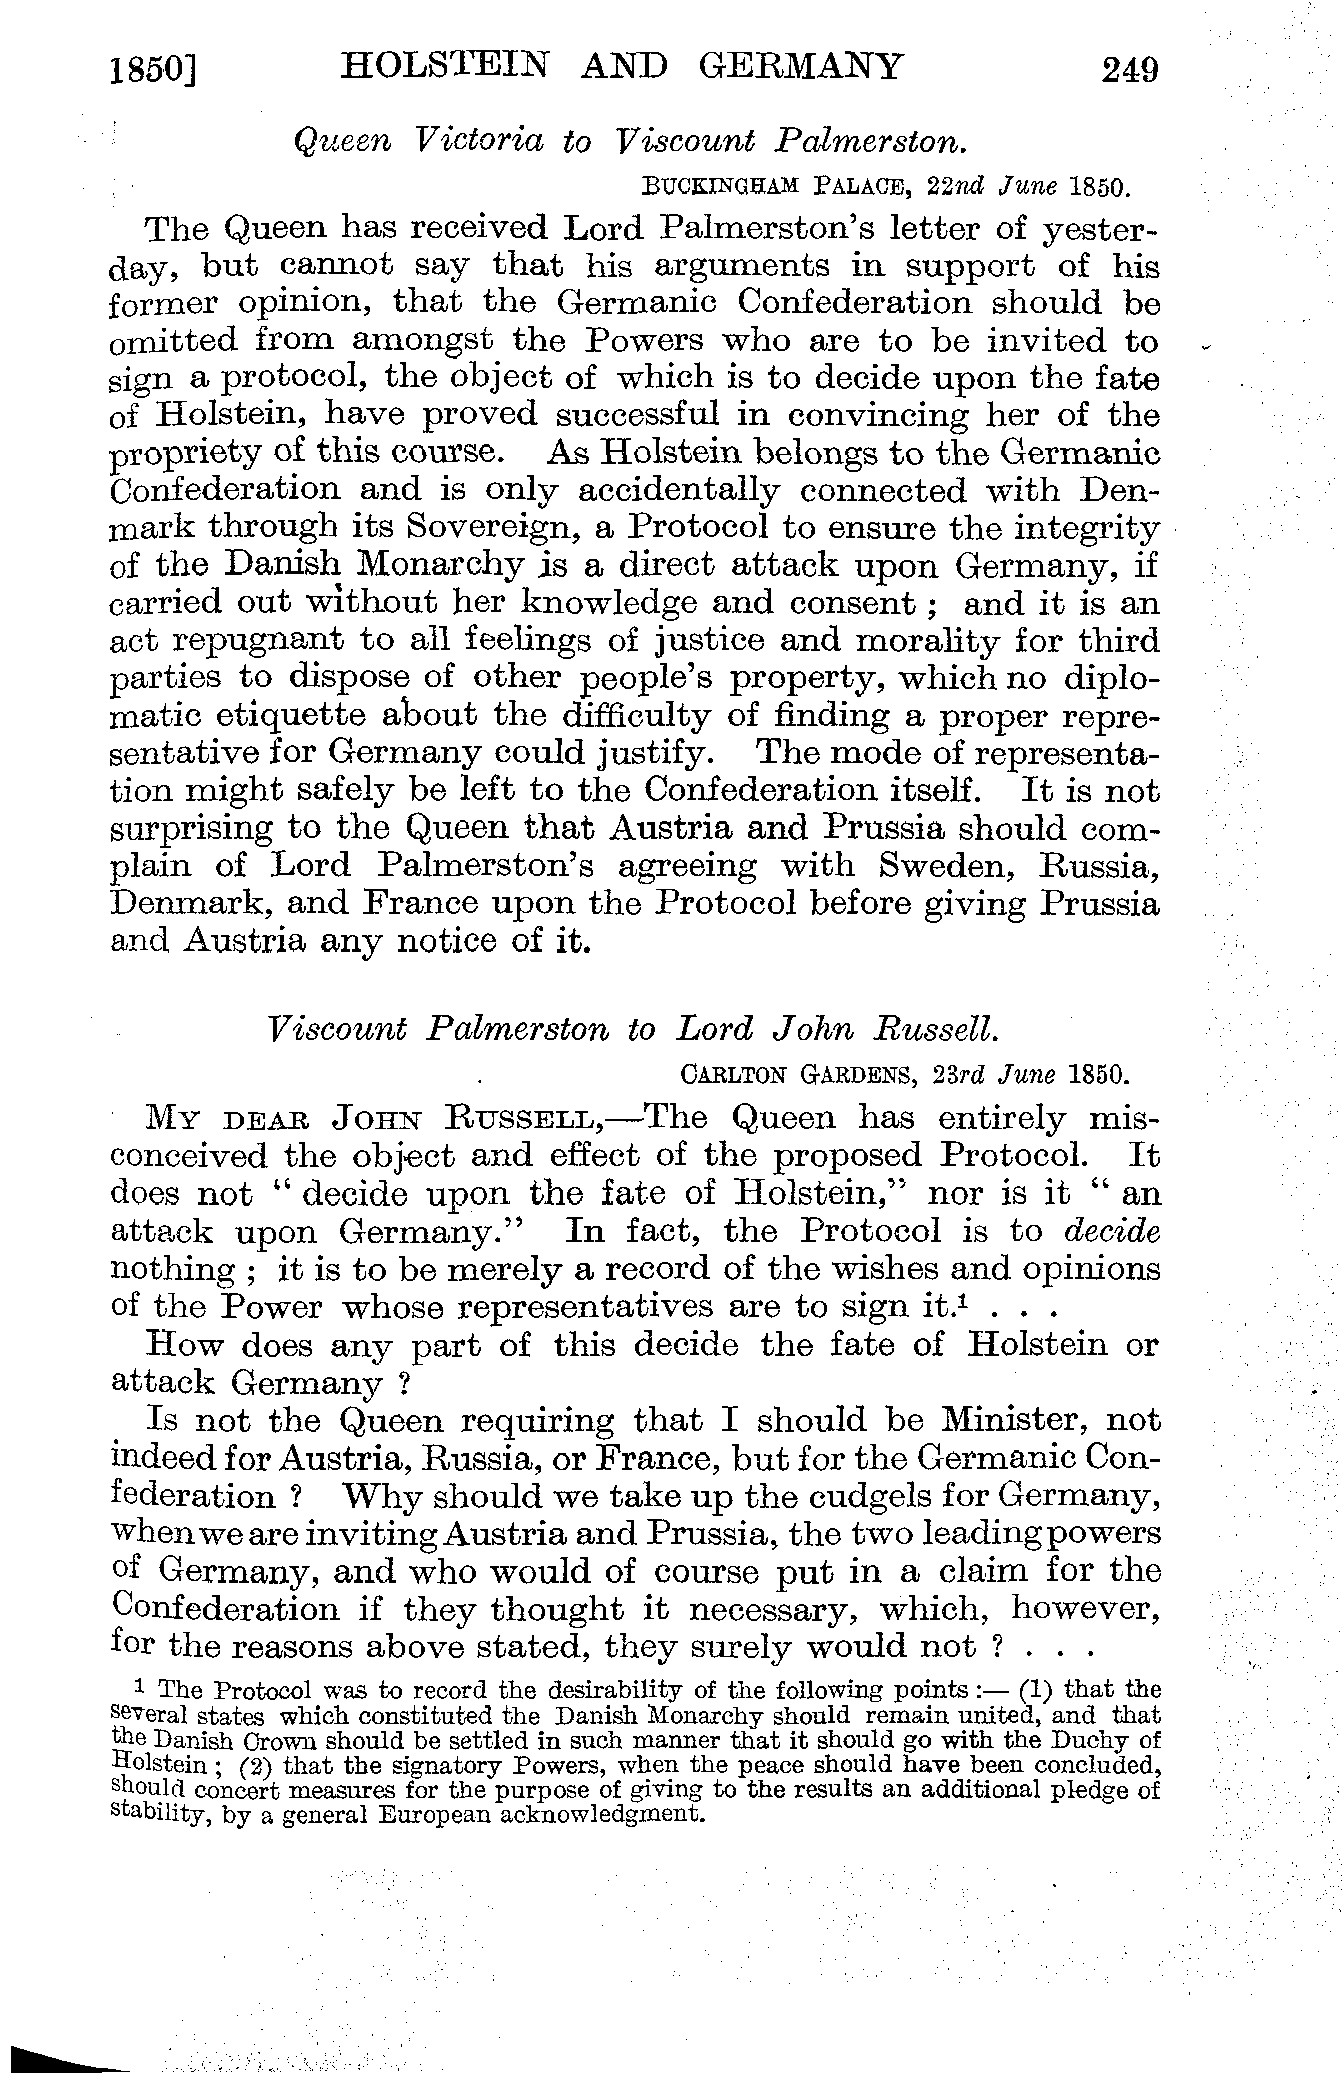 1850] HOLSTEIN AND GERMANY 249
Queen Victoria to Viscount Palmerston.
BUCKINGHAM PALACE, 22nd June 1850.
The Queen has received Lord Palmerston's letter of yester-
day, but cannot say that his arguments in support of his
former opinion, that the Germanic Confederation should be
omitted from amongst the Powers who are to be invited to
sign a protocol, the object of which is to decide upon the fate
of Holstein, have proved successful in convincing her of the
propriety of this course. As Holstein belongs to the Germanic
Confederation and is only accidentally connected with Den-
mark through its Sovereign, a Protocol to ensure the integrity
of the Danish Monarchy is a direct attack upon Germany, if
carried out without her knowledge and consent ; and it is an
act repugnant to all feelings of justice and morality for third
parties to dispose of other people's property, which no diplo-
matic etiquette about the difficulty of finding a proper repre-
sentative for Germany could justify. The mode of representa-
tion might safely be left to the Confederation itself. It is not
surprising to the Queen that Austria and Prussia should com-
plain of Lord Palmerston's agreeing with Sweden, Russia,
Denmark, and France upon the Protocol before giving Prussia
and Austria any notice of it.
Viscount Palmerston to Lord John Russell.
CARLTON GARDENS, 23rd June 1850.
MY DEAR JOHN RUSSELL,—The Queen has entirely mis-
conceived the object and effect of the proposed Protocol. It
does not " decide upon the fate of Holstein," nor is it " an
attack upon Germany." In fact, the Protocol is to decide
nothing ; it is to be merely a record of the wishes and opinions
of the Power whose representatives are to sign it.¹ . . .
How does any part of this decide the fate of Holstein or
attack Germany ?
Is not the Queen requiring that I should be Minister, not
indeed for Austria, Russia, or France, but for the Germanic Con-
federation ? Why should we take up the cudgels for Germany,
when we are inviting Austria and Prussia, the two leading powers
of Germany, and who would of course put in a claim for the
Confederation if they thought it necessary, which, however,
for the reasons above stated, they surely would not ? . . .
¹ The Protocol was to record the desirability of the following points :— (1) that the
several states which constituted the Danish Monarchy should remain united, and that
the Danish Crown should be settled in such manner that it should go with the Duchy of
Holstein ; (2) that the signatory Powers, when the peace should have been concluded,
should concert measures for the purpose of giving to the results an additional pledge of
stability, by a general European acknowledgment.